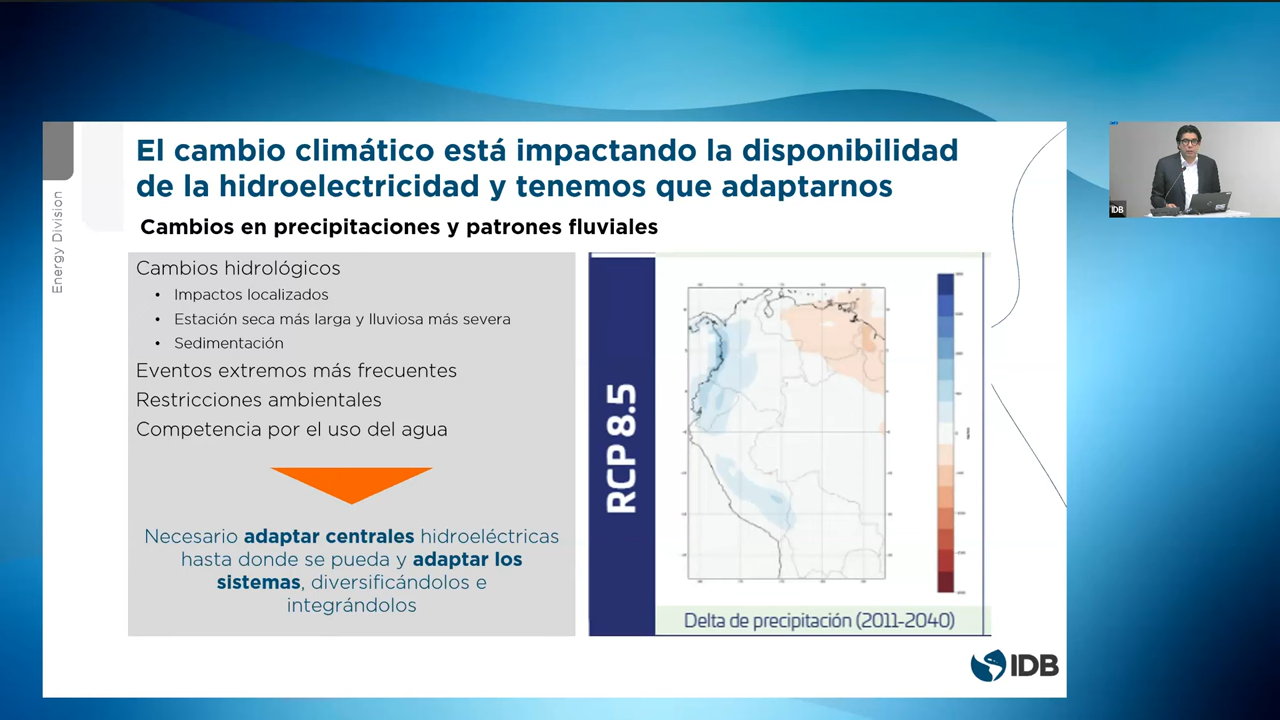 El cambio climático está impactando la disponibilidad
de la hidroelectricidad y tenemos que adaptarnos
Energy Division
Cambios en precipitaciones y patrones fluviales
Cambios hidrológicos
• Impactos localizados
• Estación seca más larga y lluviosa más severa
• Sedimentación
Eventos extremos más frecuentes
Restricciones ambientales
Competencia por el uso del agua
Necesario adaptar centrales hidroeléctricas
hasta donde se pueda y adaptar los
sistemas, diversificándolos e
integrándolos
RCP 8.5
Delta de precipitación (2011-2040)
IDB
IDB